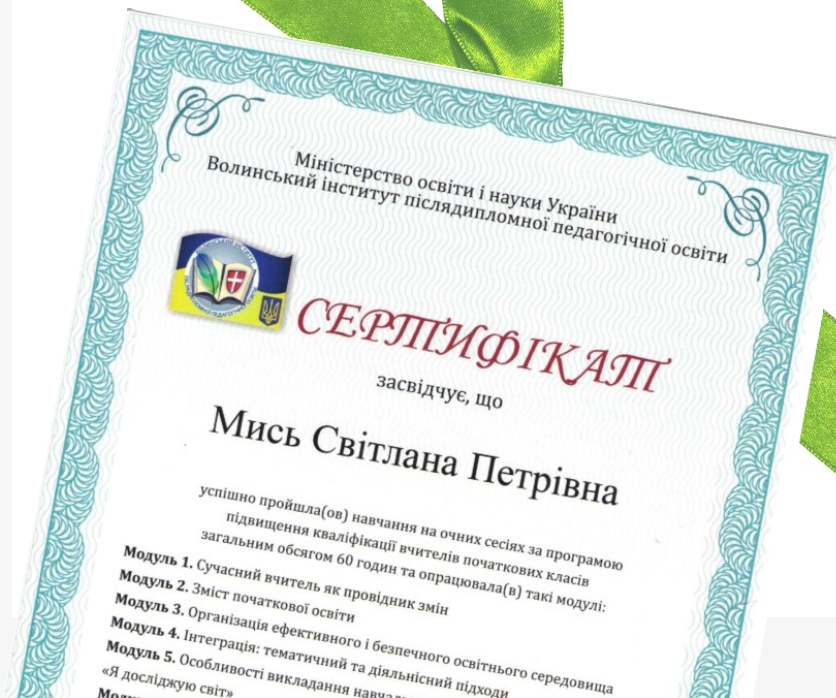 Міністерство освіти і науки України
Волинський інститут післядипломної педагогічної освіти
СЕРТИФІКАТ
засвідчує, що
Мись Світлана Петрівна
успішно пройшла(ов) навчання на очних сесіях за програмою
підвищення кваліфікації вчителів початкових класів
загальним обсягом 60 годин та опрацювала(в) такі модулі:
Модуль 1. Сучасний вчитель як провідник змін
Модуль 2. Зміст початкової освіти
Модуль 3. Організація ефективного і безпечного освітнього середовища
Модуль 4. Інтеграція: тематичний та діяльнісний підходи
Модуль 5. Особливості викладання
«Я досліджую світ»